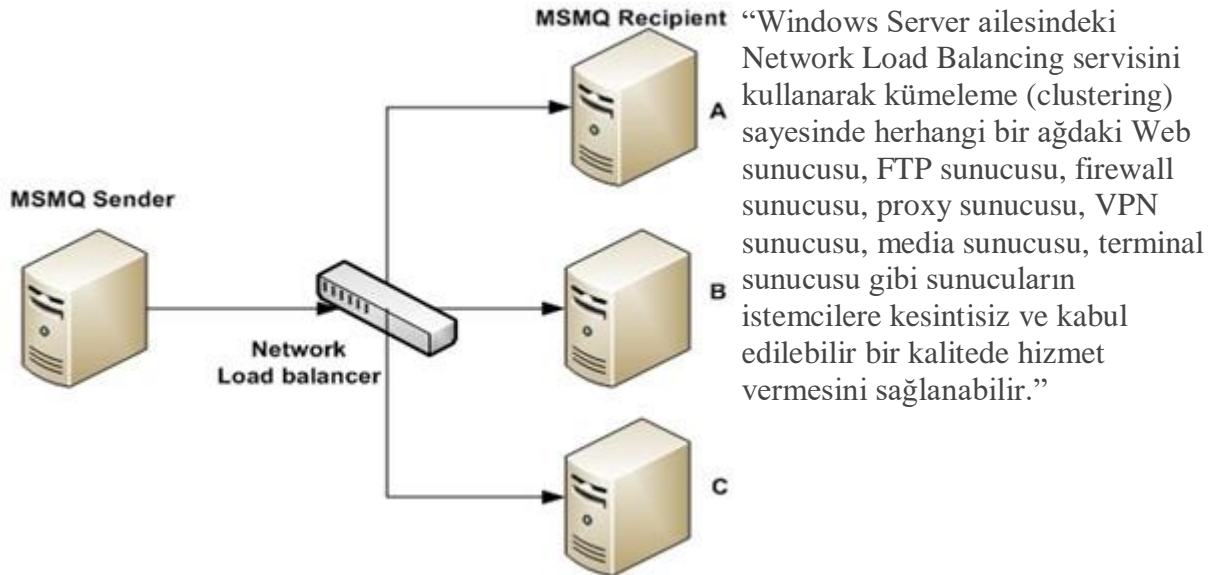 MSMQ Recipient
A
MSMQ Sender
B
Network
Load balancer
C
“Windows Server ailesindeki
Network Load Balancing servisini
kullanarak kümeleme (clustering)
sayesinde herhangi bir ağdaki Web
sunucusu, FTP sunucusu, firewall
sunucusu, proxy sunucusu, VPN
sunucusu, media sunucusu, terminal
sunucusu gibi sunucuların
istemcilere kesintisiz ve kabul
edilebilir bir kalitede hizmet
vermesini sağlanabilir.”